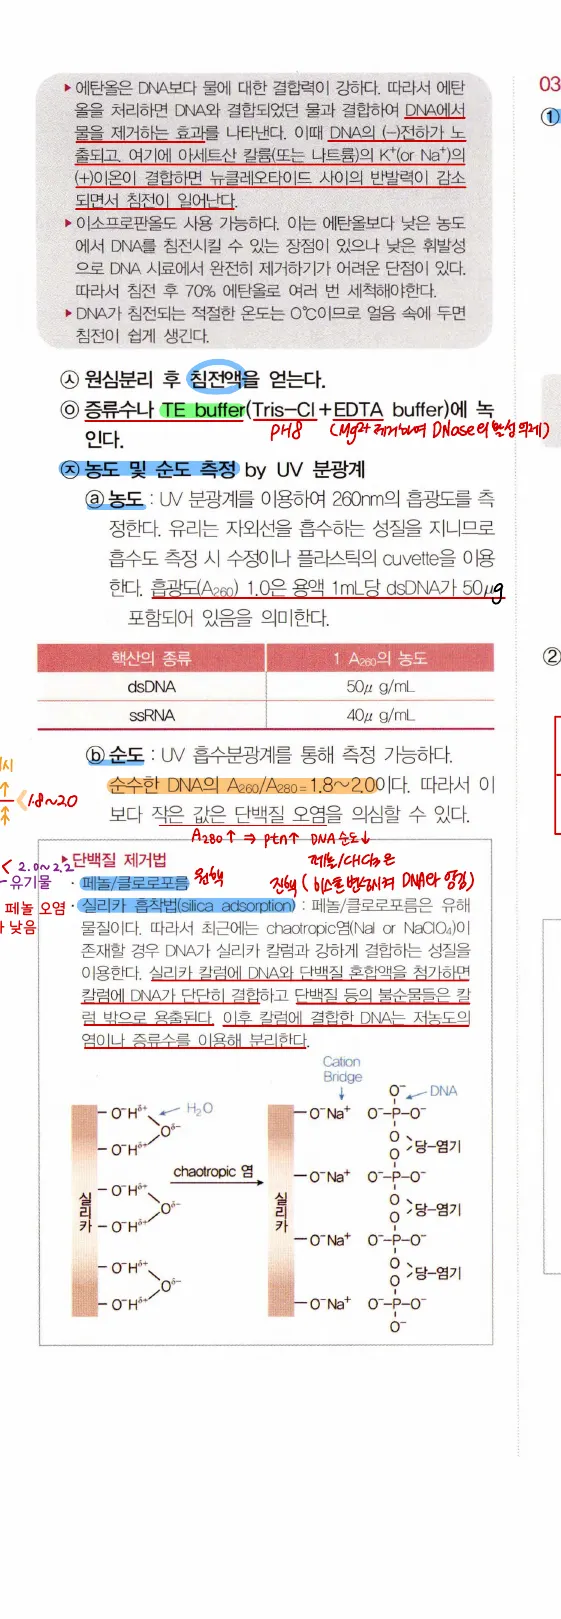 ▶ 에탄올은 DNA보다 물에 대한 결합력이 강하다. 따라서 에탄
올을 처리하면 DNA와 결합되었던 물과 결합하여 DNA에서
물을 제거하는 효과를 나타낸다. 이때 DNA의 (−)전하가 노
출되고, 여기에 아세트산 칼륨(또는 나트륨)의 K⁺(or Na⁺)의
(+)이온이 결합하면 뉴클레오타이드 사이의 반발력이 감소
되면서 침전이 일어난다.
▶ 이소프로판올도 사용 가능하다. 이는 에탄올보다 낮은 농도
에서 DNA를 침전시킬 수 있는 장점이 있으나 낮은 휘발성
으로 DNA 시료에서 완전히 제거하기가 어려운 단점이 있다.
따라서 침전 후 70% 에탄올로 여러 번 세척해야한다.
▶ DNA가 침전되는 적절한 온도는 0℃이므로 얼음 속에 두면
침전이 쉽게 생긴다.
㉦ 원심분리 후 침전액을 얻는다.
㉧ 증류수나 TE buffer(Tris−Cl+EDTA buffer)에 녹
PH8 (Mg²⁺ 제거하여 DNase의 활성 억제)
인다.
㉨ 농도 및 순도 측정 by UV 분광계
ⓐ 농도 : UV 분광계를 이용하여 260nm의 흡광도를 측
정한다. 유리는 자외선을 흡수하는 성질을 지니므로
흡수도 측정 시 수정이나 플라스틱의 cuvette을 이용
한다. 흡광도(A₂₆₀) 1.0은 용액 1mL당 dsDNA가 50μg
포함되어 있음을 의미한다.
핵산의 종류 1 A₂₆₀의 농도
dsDNA 50μ g/mL
ssRNA 40μ g/mL
ⓑ 순도 : UV 흡수분광계를 통해 측정 가능하다.
순수한 DNA의 A₂₆₀/A₂₈₀ = 1.8～2.0이다. 따라서 이
보다 작은 값은 단백질 오염을 의심할 수 있다.
시
↑
< 1.8~2.0
A₂₈₀↑ ⇒ ptn↑ DNA 순도↓
▶ 단백질 제거법
< 2.0~2.2
- 유기물
· 페놀/클로로포름 원핵
진핵
페놀 오염
낮음
· 실리카 흡착법(silica adsorption) : 페놀/클로로포름은 유해
물질이다. 따라서 최근에는 chaotropic염(NaI or NaClO₄)이
존재할 경우 DNA가 실리카 칼럼과 강하게 결합하는 성질을
이용한다. 실리카 칼럼에 DNA와 단백질 혼합액을 첨가하면
칼럼에 DNA가 단단히 결합하고 단백질 등의 불순물들은 칼
럼 밖으로 용출된다. 이후 칼럼에 결합한 DNA는 저농도의
염이나 증류수를 이용해 분리한다.
Cation
Bridge
H₂O
DNA
O⁻
O⁻H^δ+
O^δ−
O⁻H^δ+
O⁻Na⁺ O⁻−P−O⁻
O
O
당−염기
chaotropic 염
실리카
O⁻H^δ+
O^δ−
O⁻H^δ+
실리카
O⁻Na⁺ O⁻−P−O⁻
O
O
당−염기
O⁻Na⁺ O⁻−P−O⁻
O⁻H^δ+
O^δ−
O⁻H^δ+
O
O
당−염기
O⁻Na⁺ O⁻−P−O⁻
O⁻
03
①
②